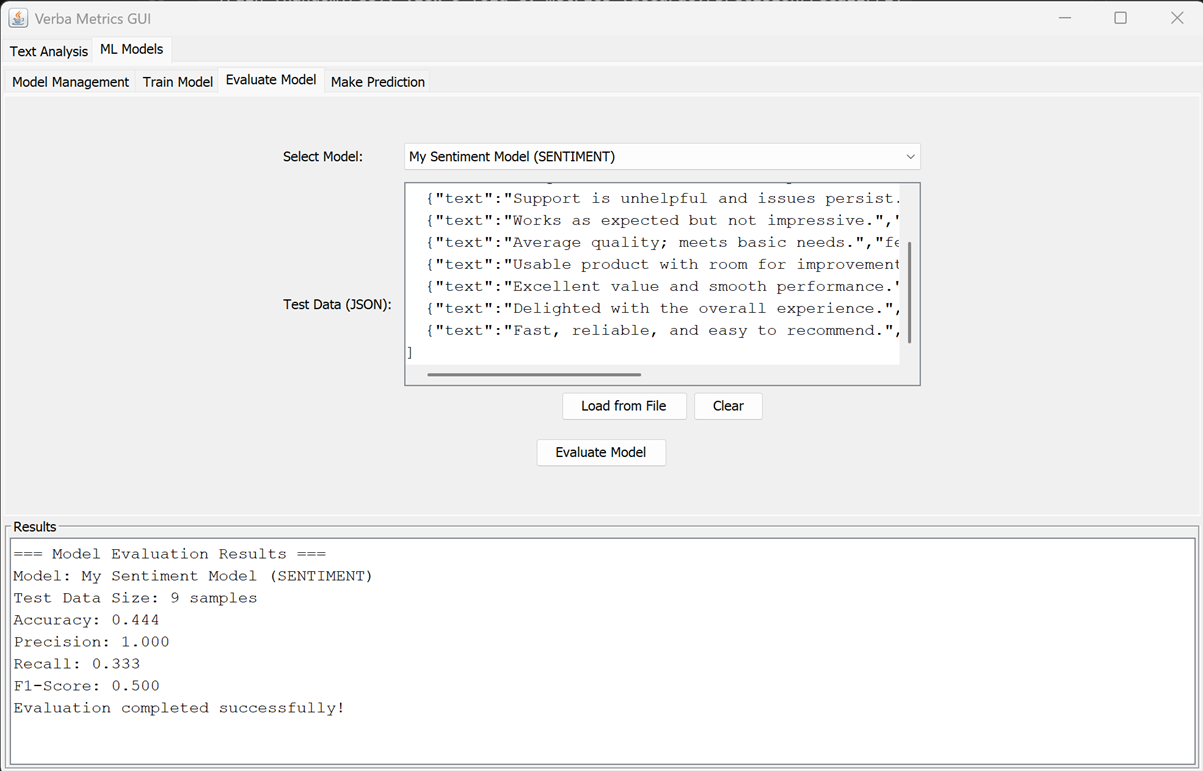 Verba Metrics GUI
Text Analysis ML Models
Model Management Train Model Evaluate Model Make Prediction
Select Model: My Sentiment Model (SENTIMENT)
Test Data (JSON):
{"text":"Support is unhelpful and issues persist.
{"text":"Works as expected but not impressive.","
{"text":"Average quality; meets basic needs.","fe
{"text":"Usable product with room for improvement
{"text":"Excellent value and smooth performance."
{"text":"Delighted with the overall experience.",
{"text":"Fast, reliable, and easy to recommend.",
]
Load from File Clear
Evaluate Model
Results
=== Model Evaluation Results ===
Model: My Sentiment Model (SENTIMENT)
Test Data Size: 9 samples
Accuracy: 0.444
Precision: 1.000
Recall: 0.333
F1-Score: 0.500
Evaluation completed successfully!